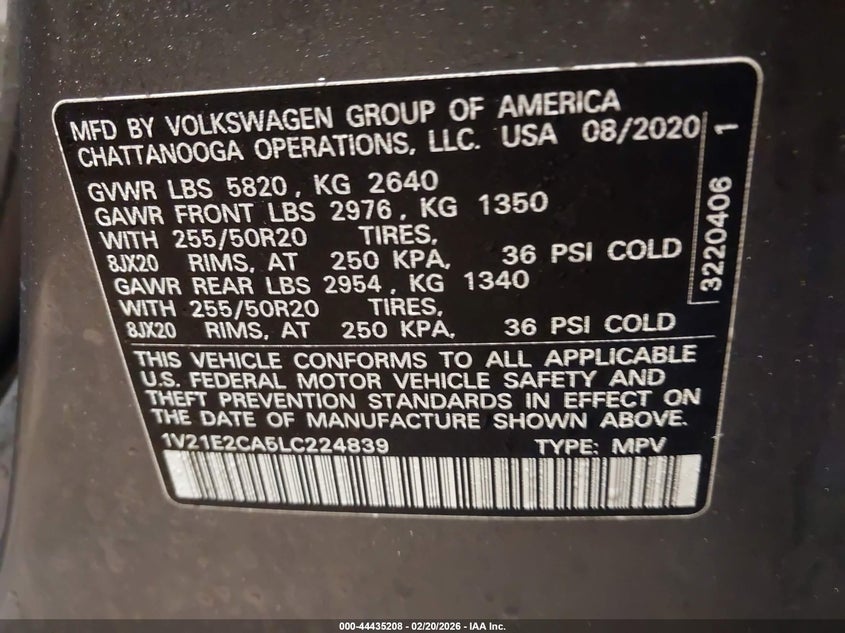 MFD BY VOLKSWAGEN GROUP OF AMERICA
CHATTANOOGA OPERATIONS, LLC. USA 08/2020
GVWR LBS 5820, KG 2640
GAWR FRONT LBS 2976, KG 1350
WITH 255/50R20 TIRES,
8JX20 RIMS, AT 250 KPA, 36 PSI COLD
GAWR REAR LBS 2954, KG 1340
WITH 255/50R20 TIRES,
8JX20 RIMS, AT 250 KPA, 36 PSI COLD
THIS VEHICLE CONFORMS TO ALL APPLICABLE
U.S. FEDERAL MOTOR VEHICLE SAFETY AND
THEFT PREVENTION STANDARDS IN EFFECT ON
THE DATE OF MANUFACTURE SHOWN ABOVE.
1V21E2CA5LC224839 TYPE: MPV
3220406 1
000-44435208 - 02/20/2026 - IAA Inc.